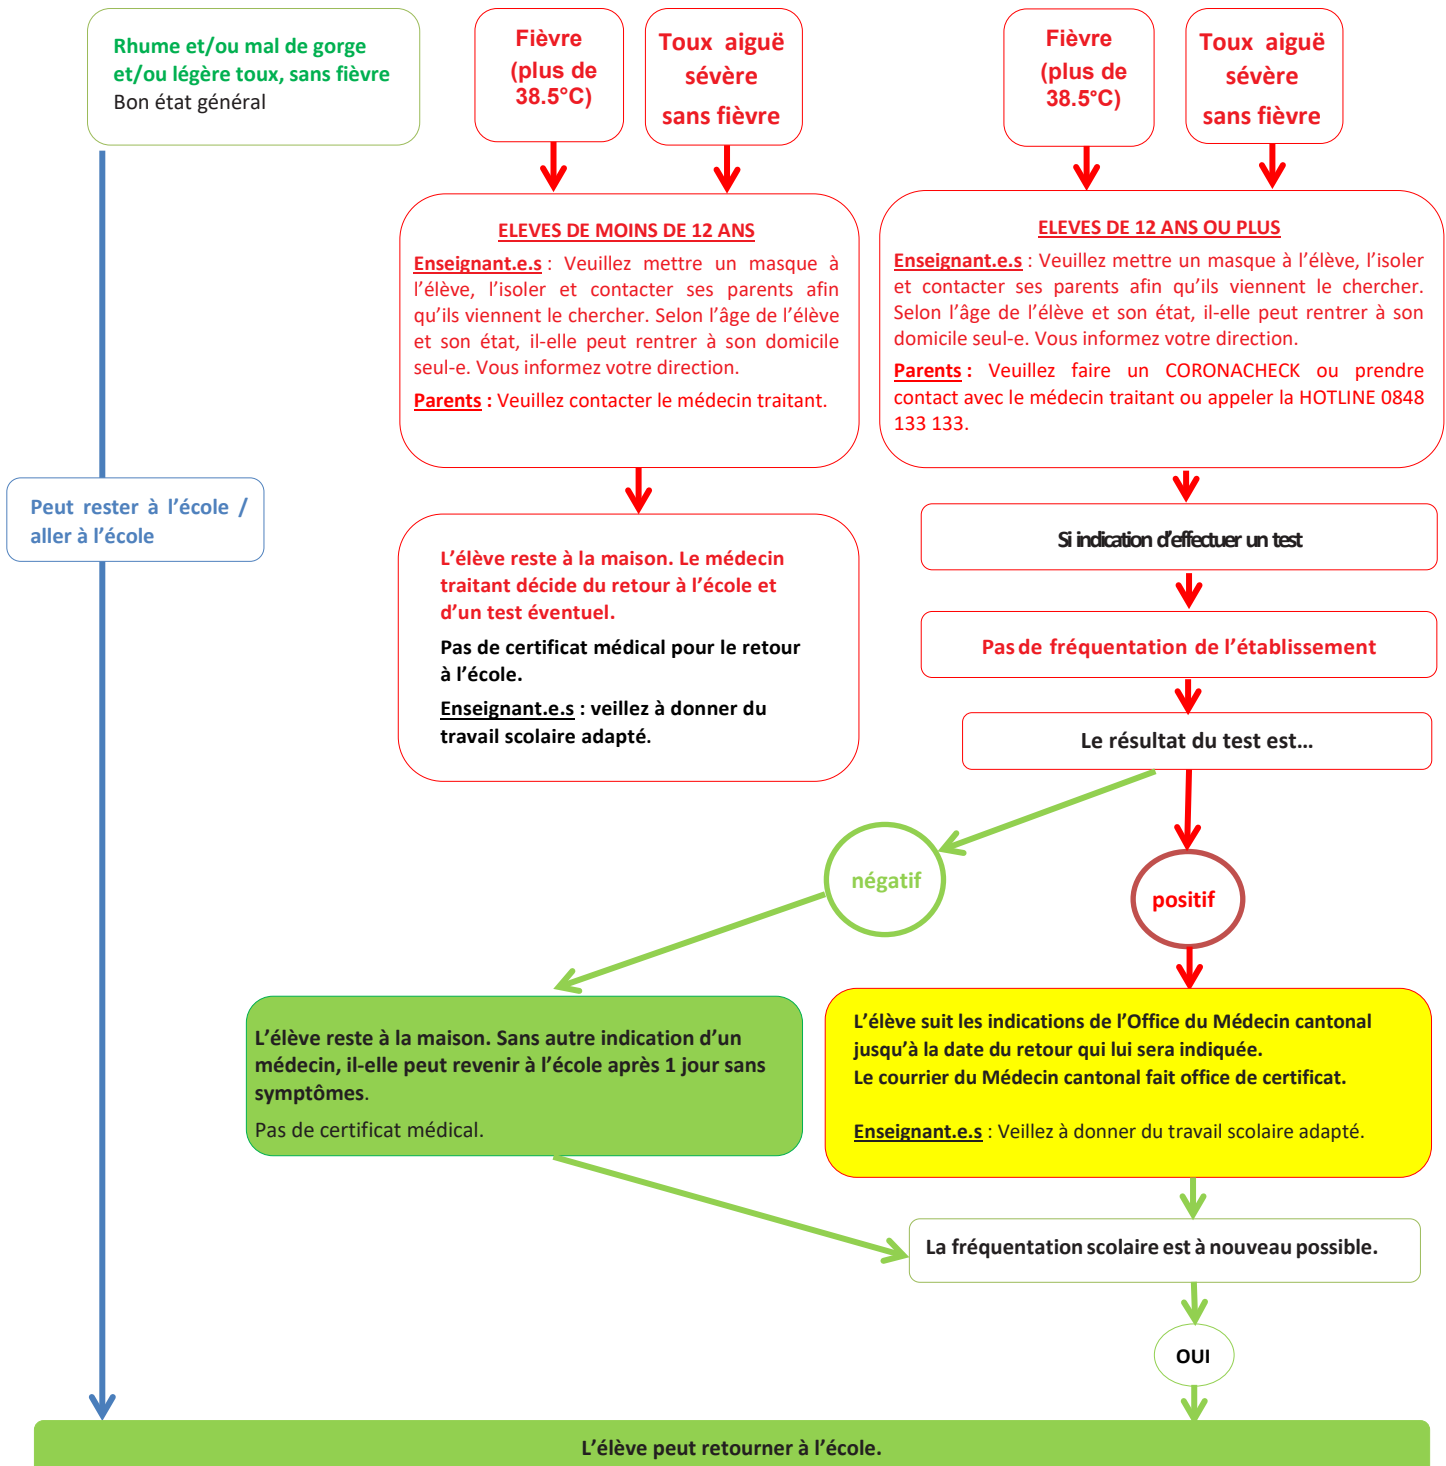 Rhume et/ou mal de gorge
et/ou légère toux, sans fièvre
Bon état général
Fièvre
(plus de
38.5°C)
Toux aiguë
sévère
sans fièvre
Fièvre
(plus de
38.5°C)
Toux aiguë
sévère
sans fièvre
ELEVES DE MOINS DE 12 ANS
Enseignant.e.s : Veuillez mettre un masque à
l’élève, l’isoler et contacter ses parents afin
qu’ils viennent le chercher. Selon l’âge de l’élève
et son état, il-elle peut rentrer à son domicile
seul-e. Vous informez votre direction.
Parents : Veuillez contacter le médecin traitant.
ELEVES DE 12 ANS OU PLUS
Enseignant.e.s : Veuillez mettre un masque à l’élève, l’isoler
et contacter ses parents afin qu’ils viennent le chercher.
Selon l’âge de l’élève et son état, il-elle peut rentrer à son
domicile seul-e. Vous informez votre direction.
Parents : Veuillez faire un CORONACHECK ou prendre
contact avec le médecin traitant ou appeler la HOTLINE 0848
133 133.
Peut rester à l’école /
aller à l’école
L’élève reste à la maison. Le médecin
traitant décide du retour à l’école et
d’un test éventuel.
Pas de certificat médical pour le retour
à l’école.
Enseignant.e.s : veillez à donner du
travail scolaire adapté.
Si indication d’effectuer un test
Pas de fréquentation de l’établissement
Le résultat du test est…
négatif
positif
L’élève reste à la maison. Sans autre indication d’un
médecin, il-elle peut revenir à l’école après 1 jour sans
symptômes.
Pas de certificat médical.
L’élève suit les indications de l’Office du Médecin cantonal
jusqu’à la date du retour qui lui sera indiquée.
Le courrier du Médecin cantonal fait office de certificat.
Enseignant.e.s : Veillez à donner du travail scolaire adapté.
La fréquentation scolaire est à nouveau possible.
OUI
L’élève peut retourner à l’école.